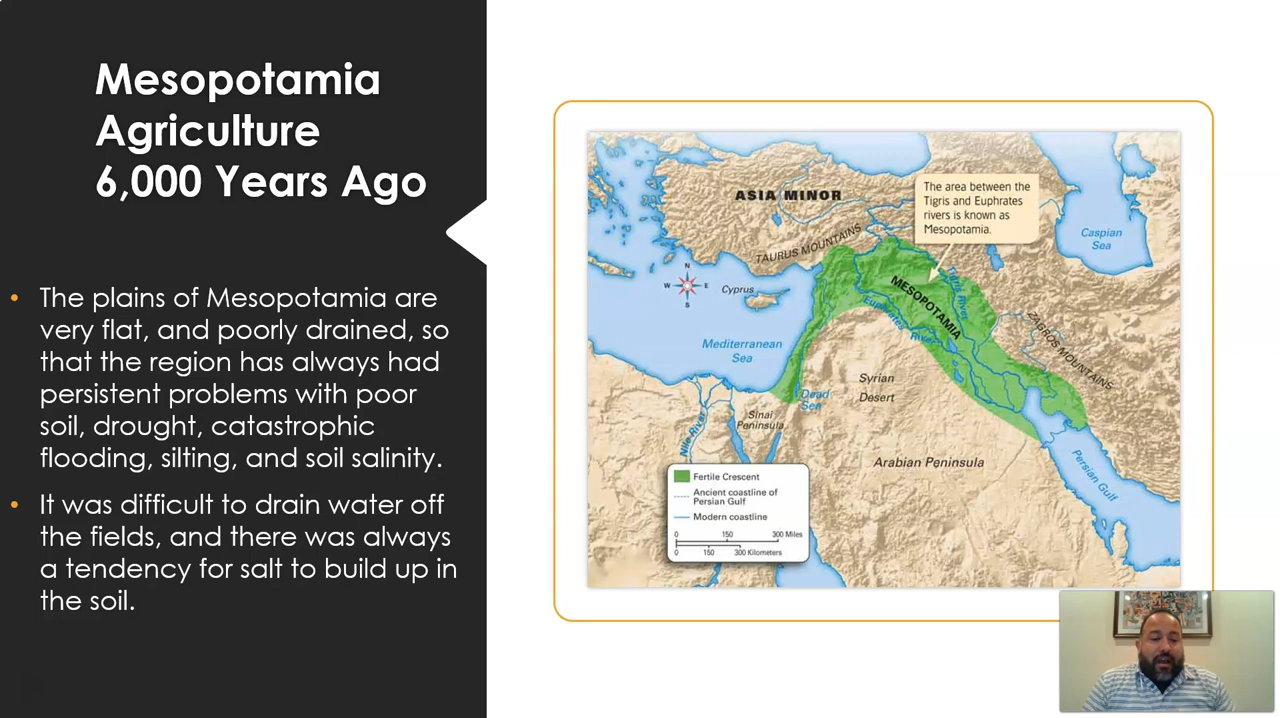 Mesopotamia
Agriculture
6,000 Years Ago
• The plains of Mesopotamia are
very flat, and poorly drained, so
that the region has always had
persistent problems with poor
soil, drought, catastrophic
flooding, silting, and soil salinity.
• It was difficult to drain water off
the fields, and there was always
a tendency for salt to build up in
the soil.
ASIA MINOR
The area between the
Tigris and Euphrates
rivers is known as
Mesopotamia.
Caspian
Sea
TAURUS MOUNTAINS
N
W E
S
Cyprus
MESOPOTAMIA
Tigris River
Euphrates River
ZAGROS MOUNTAINS
Mediterranean
Sea
Syrian
Desert
Dead
Sea
Sinai
Peninsula
Nile River
Arabian Peninsula
Persian Gulf
Fertile Crescent
Ancient coastline of
Persian Gulf
Modern coastline
0 150 300 Miles
0 150 300 Kilometers